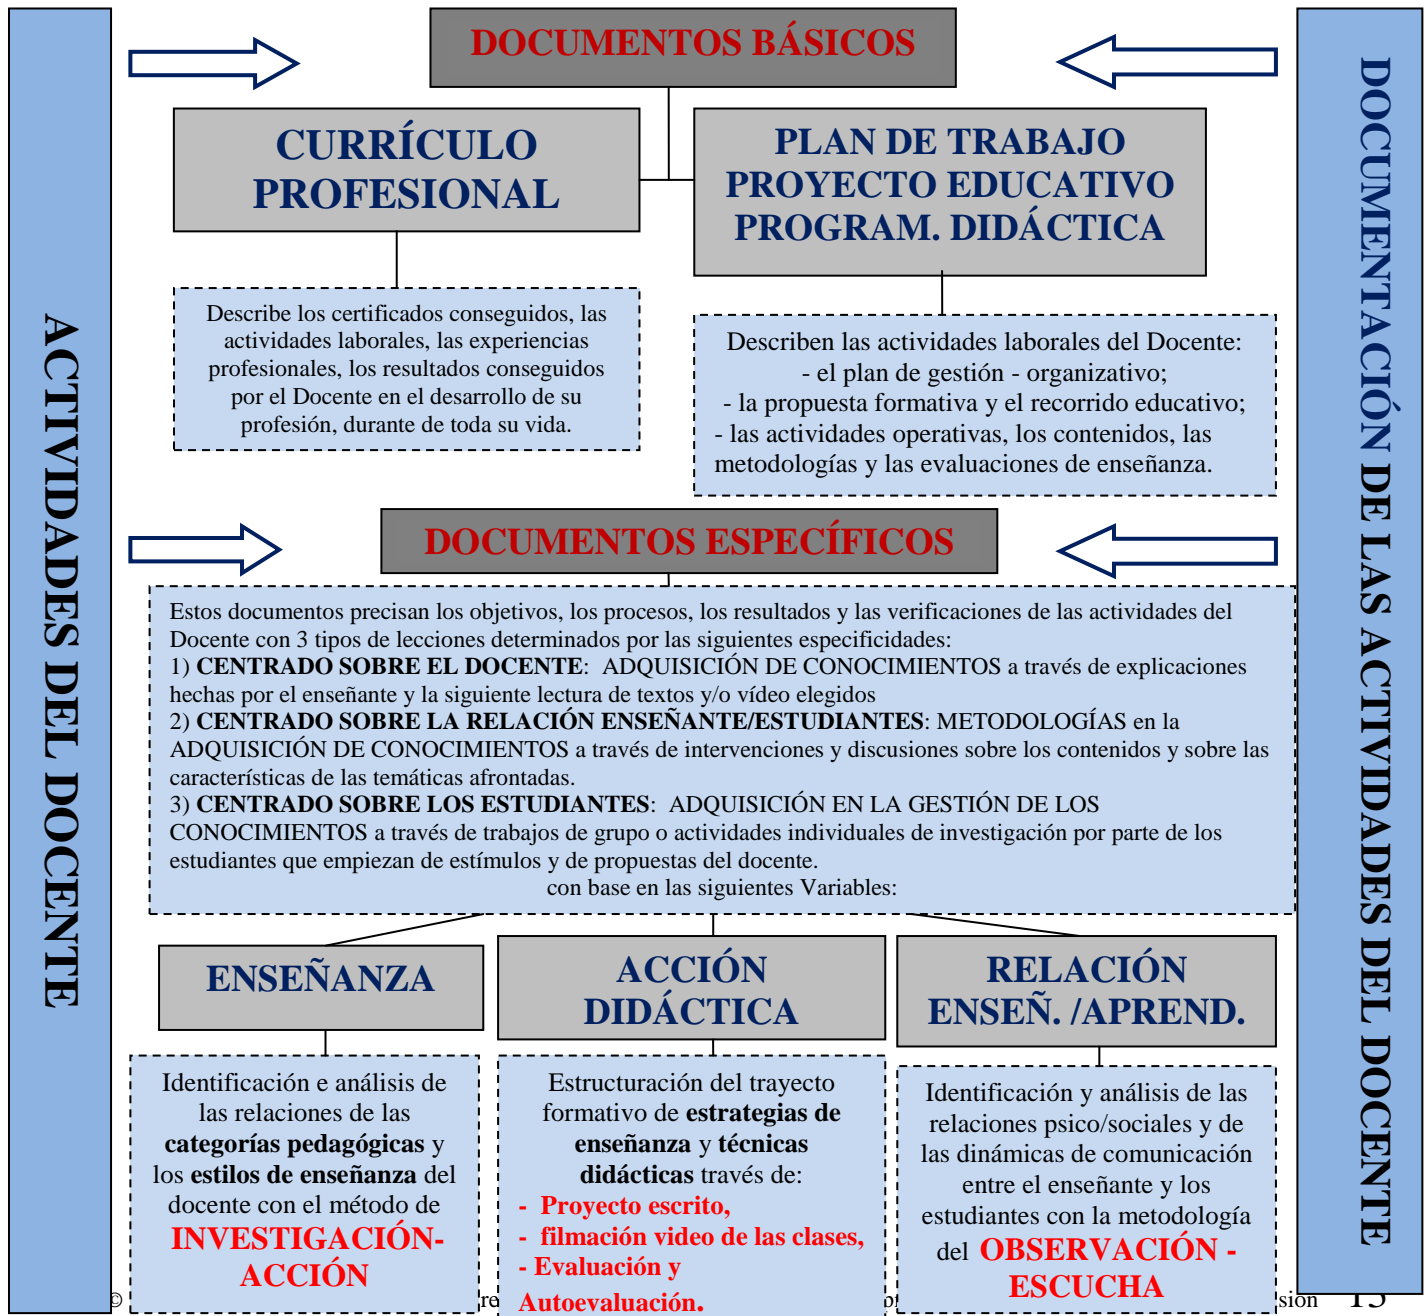 DOCUMENTOS BÁSICOS
CURRÍCULO
PROFESIONAL
PLAN DE TRABAJO
PROYECTO EDUCATIVO
PROGRAM. DIDÁCTICA
Describe los certificados conseguidos, las
actividades laborales, las experiencias
profesionales, los resultados conseguidos
por el Docente en el desarrollo de su
profesión, durante de toda su vida.
Describen las actividades laborales del Docente:
- el plan de gestión - organizativo;
- la propuesta formativa y el recorrido educativo;
- las actividades operativas, los contenidos, las
metodologías y las evaluaciones de enseñanza.
ACTIVIDADES DEL DOCENTE
DOCUMENTACIÓN DE LAS ACTIVIDADES DEL DOCENTE
DOCUMENTOS ESPECÍFICOS
Estos documentos precisan los objetivos, los procesos, los resultados y las verificaciones de las actividades del
Docente con 3 tipos de lecciones determinados por las siguientes especificidades:
1) CENTRADO SOBRE EL DOCENTE: ADQUISICIÓN DE CONOCIMIENTOS a través de explicaciones
hechas por el enseñante y la siguiente lectura de textos y/o vídeo elegidos
2) CENTRADO SOBRE LA RELACIÓN ENSEÑANTE/ESTUDIANTES: METODOLOGÍAS en la
ADQUISICIÓN DE CONOCIMIENTOS a través de intervenciones y discusiones sobre los contenidos y sobre las
características de las temáticas afrontadas.
3) CENTRADO SOBRE LOS ESTUDIANTES: ADQUISICIÓN EN LA GESTIÓN DE LOS
CONOCIMIENTOS a través de trabajos de grupo o actividades individuales de investigación por parte de los
estudiantes que empiezan de estímulos y de propuestas del docente.
con base en las siguientes Variables:
ENSEÑANZA
ACCIÓN
DIDÁCTICA
RELACIÓN
ENSEÑ. /APREND.
Identificación e análisis de
las relaciones de las
categorías pedagógicas y
los estilos de enseñanza del
docente con el método de
INVESTIGACIÓN-
ACCIÓN
Estructuración del trayecto
formativo de estrategias de
enseñanza y técnicas
didácticas través de:
- Proyecto escrito,
- filmación video de las clases,
- Evaluación y
Autoevaluación.
Identificación y análisis de las
relaciones psico/sociales y de
las dinámicas de comunicación
entre el enseñante y los
estudiantes con la metodología
del OBSERVACIÓN -
ESCUCHA